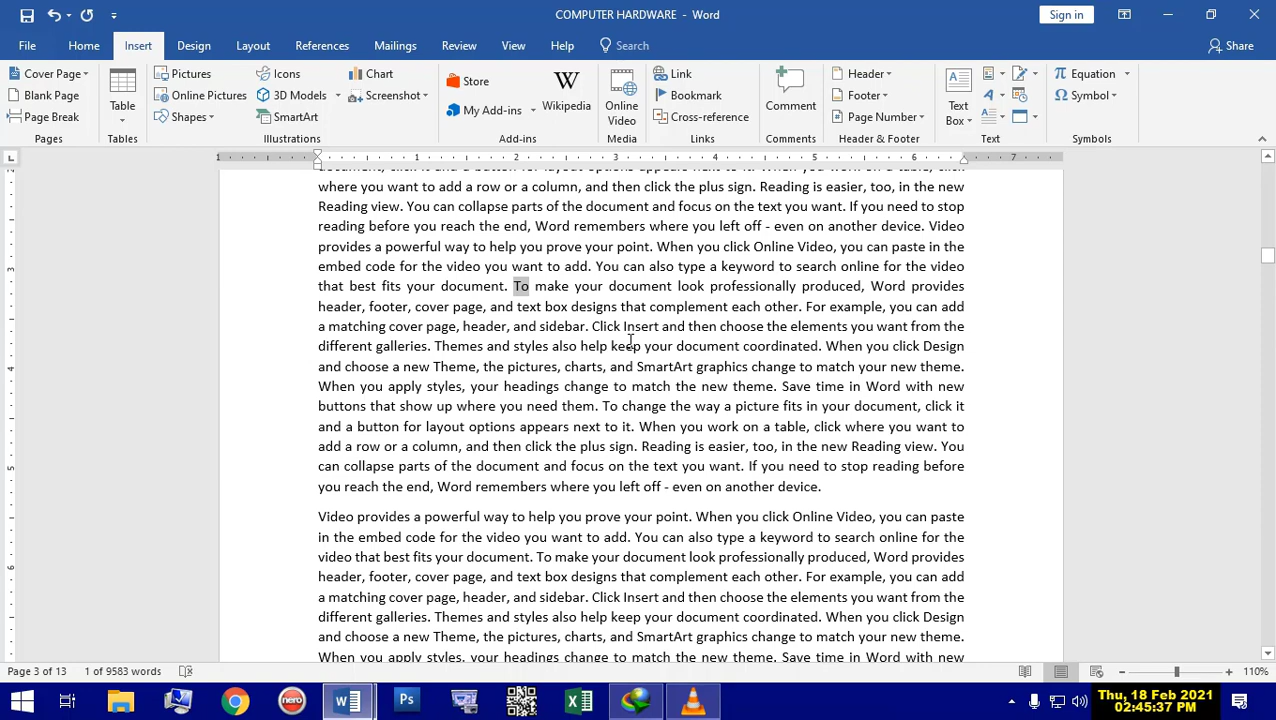 COMPUTER HARDWARE - Word
Sign in
File Home Insert Design Layout References Mailings Review View Help Search Share
Cover Page
Blank Page
Page Break
Pages
Table
Tables
Pictures
Online Pictures
Shapes
Icons
3D Models
SmartArt
Chart
Screenshot
Illustrations
Store
My Add-ins
Wikipedia
Add-ins
Online
Video
Media
Link
Bookmark
Cross-reference
Links
Comment
Comments
Header
Footer
Page Number
Header & Footer
Text
Box
Text
Equation
Symbol
Symbols
1 1 2 3 4 5 6 7
where you want to add a row or a column, and then click the plus sign. Reading is easier, too, in the new
Reading view. You can collapse parts of the document and focus on the text you want. If you need to stop
reading before you reach the end, Word remembers where you left off - even on another device. Video
provides a powerful way to help you prove your point. When you click Online Video, you can paste in the
embed code for the video you want to add. You can also type a keyword to search online for the video
that best fits your document. To make your document look professionally produced, Word provides
header, footer, cover page, and text box designs that complement each other. For example, you can add
a matching cover page, header, and sidebar. Click Insert and then choose the elements you want from the
different galleries. Themes and styles also help keep your document coordinated. When you click Design
and choose a new Theme, the pictures, charts, and SmartArt graphics change to match your new theme.
When you apply styles, your headings change to match the new theme. Save time in Word with new
buttons that show up where you need them. To change the way a picture fits in your document, click it
and a button for layout options appears next to it. When you work on a table, click where you want to
add a row or a column, and then click the plus sign. Reading is easier, too, in the new Reading view. You
can collapse parts of the document and focus on the text you want. If you need to stop reading before
you reach the end, Word remembers where you left off - even on another device.
Video provides a powerful way to help you prove your point. When you click Online Video, you can paste
in the embed code for the video you want to add. You can also type a keyword to search online for the
video that best fits your document. To make your document look professionally produced, Word provides
header, footer, cover page, and text box designs that complement each other. For example, you can add
a matching cover page, header, and sidebar. Click Insert and then choose the elements you want from the
different galleries. Themes and styles also help keep your document coordinated. When you click Design
and choose a new Theme, the pictures, charts, and SmartArt graphics change to match your new theme.
When you apply styles, your headings change to match the new theme. Save time in Word with new
Page 3 of 13 1 of 9583 words 110%
Thu, 18 Feb 2021
02:45:37 PM